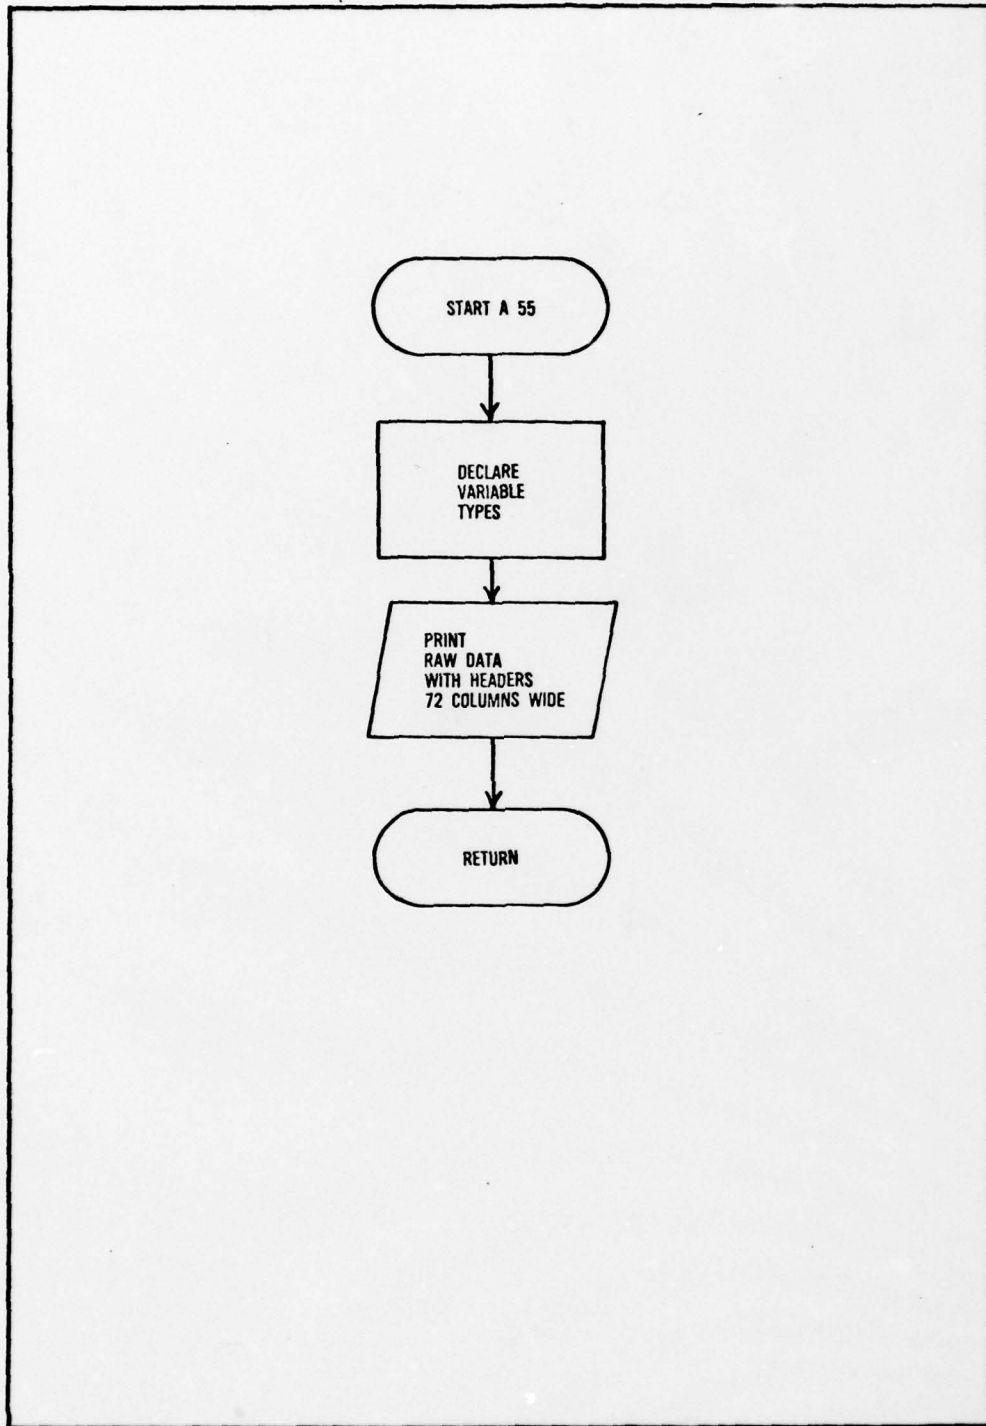 START A 55
DECLARE
VARIABLE
TYPES
PRINT
RAW DATA
WITH HEADERS
72 COLUMNS WIDE
RETURN